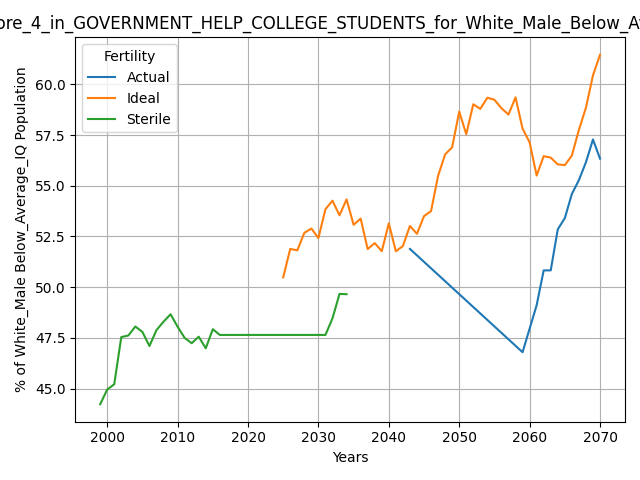 ore_4_in_GOVERNMENT_HELP_COLLEGE_STUDENTS_for_White_Male_Below_Av
Fertility
Actual
Ideal
Sterile
% of White_Male Below_Average_IQ Population
60.0
57.5
55.0
52.5
50.0
47.5
45.0
2000
2010
2020
2030
2040
2050
2060
2070
Years